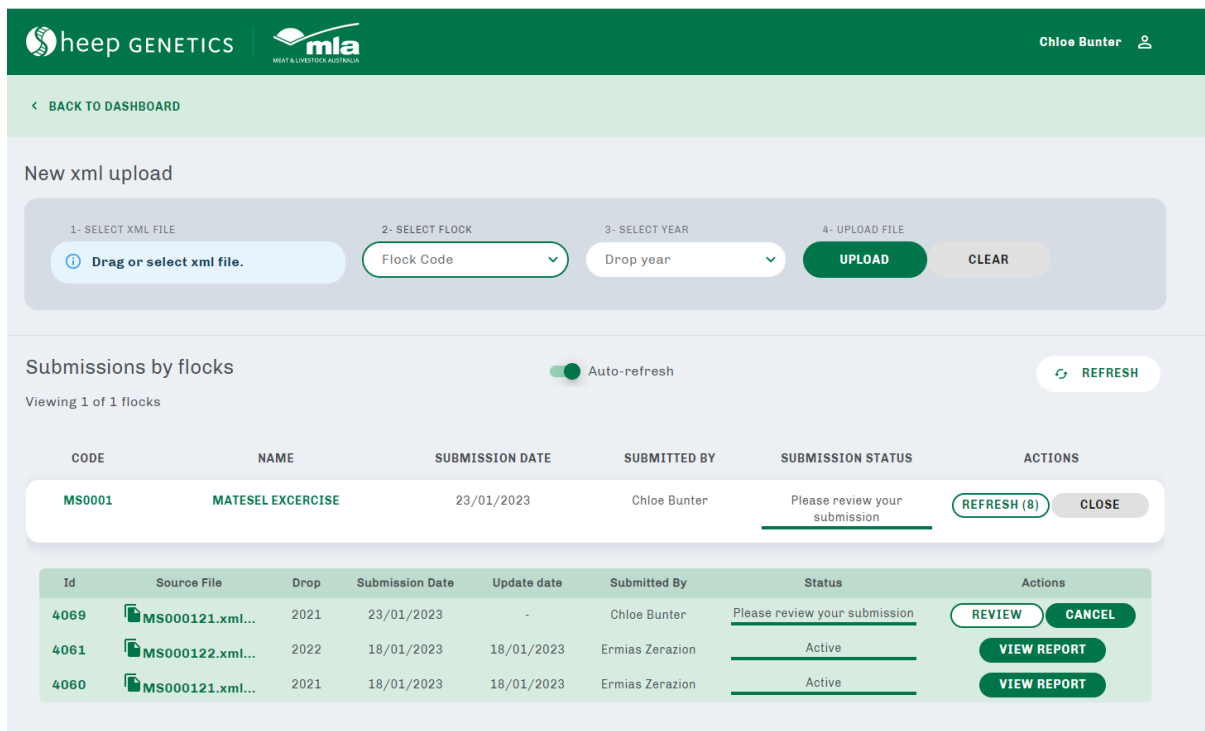 Sheep GENETICS
mla
MEAT & LIVESTOCK AUSTRALIA
Chloe Bunter
BACK TO DASHBOARD
New xml upload
1- SELECT XML FILE 2- SELECT FLOCK 3- SELECT YEAR 4- UPLOAD FILE
Drag or select xml file. Flock Code Drop year UPLOAD CLEAR
Submissions by flocks
Auto-refresh
REFRESH
Viewing 1 of 1 flocks
CODE NAME SUBMISSION DATE SUBMITTED BY SUBMISSION STATUS ACTIONS
MS0001 MATESEL EXCERCISE 23/01/2023 Chloe Bunter Please review your
submission
REFRESH (8) CLOSE
Id Source File Drop Submission Date Update date Submitted By Status Actions
4069 MS000121.xml... 2021 23/01/2023 - Chloe Bunter Please review your submission REVIEW CANCEL
4061 MS000122.xml... 2022 18/01/2023 18/01/2023 Ermias Zerazion Active VIEW REPORT
4060 MS000121.xml... 2021 18/01/2023 18/01/2023 Ermias Zerazion Active VIEW REPORT